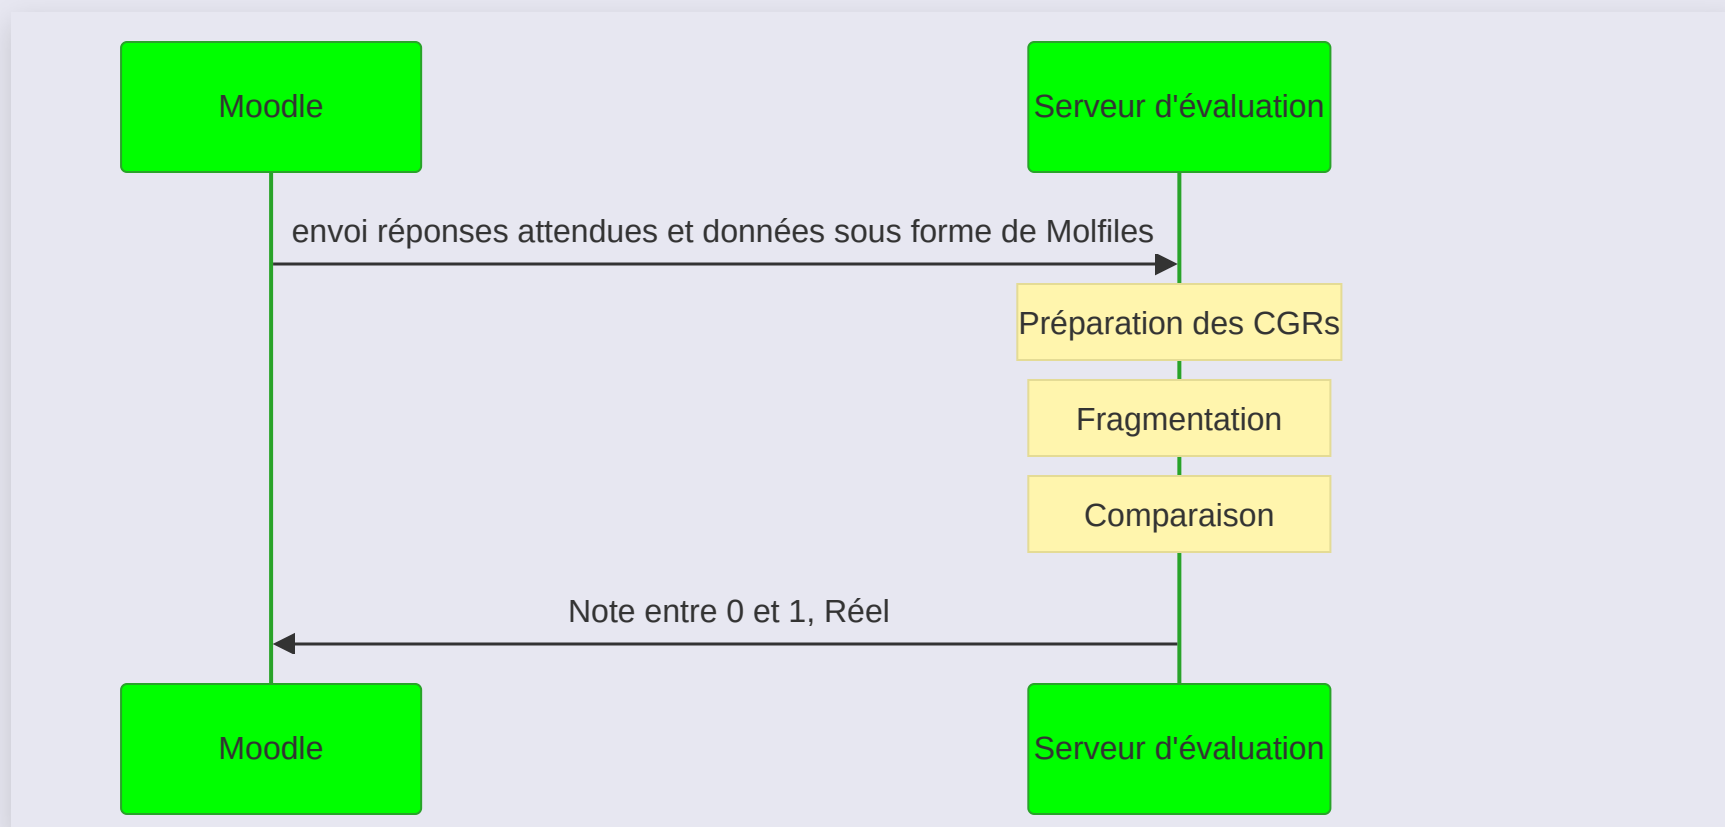 Moodle
Serveur d'évaluation
envoi réponses attendues et données sous forme de Molfiles
Préparation des CGRs
Fragmentation
Comparaison
Note entre 0 et 1, Réel
Moodle
Serveur d'évaluation